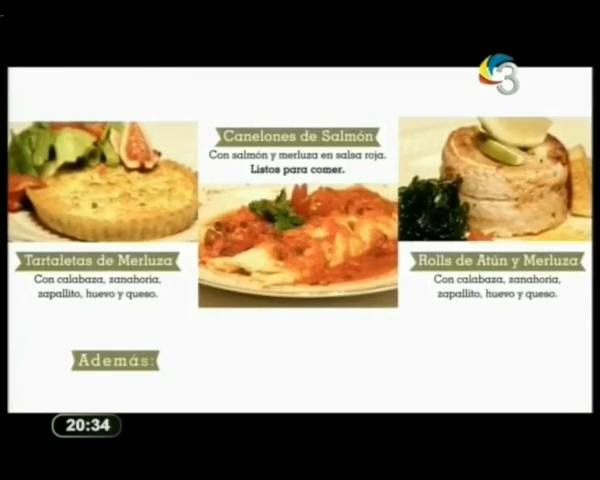 3
Canelones de Salmón
Con salmón y merluza en salsa roja.
Listos para comer.
Tartaletas de Merluza
Con calabaza, zanahoria,
zapallito, huevo y queso.
Rolls de Atún y Merluza
Con calabaza, zanahoria,
zapallito, huevo y queso.
Además:
20:34